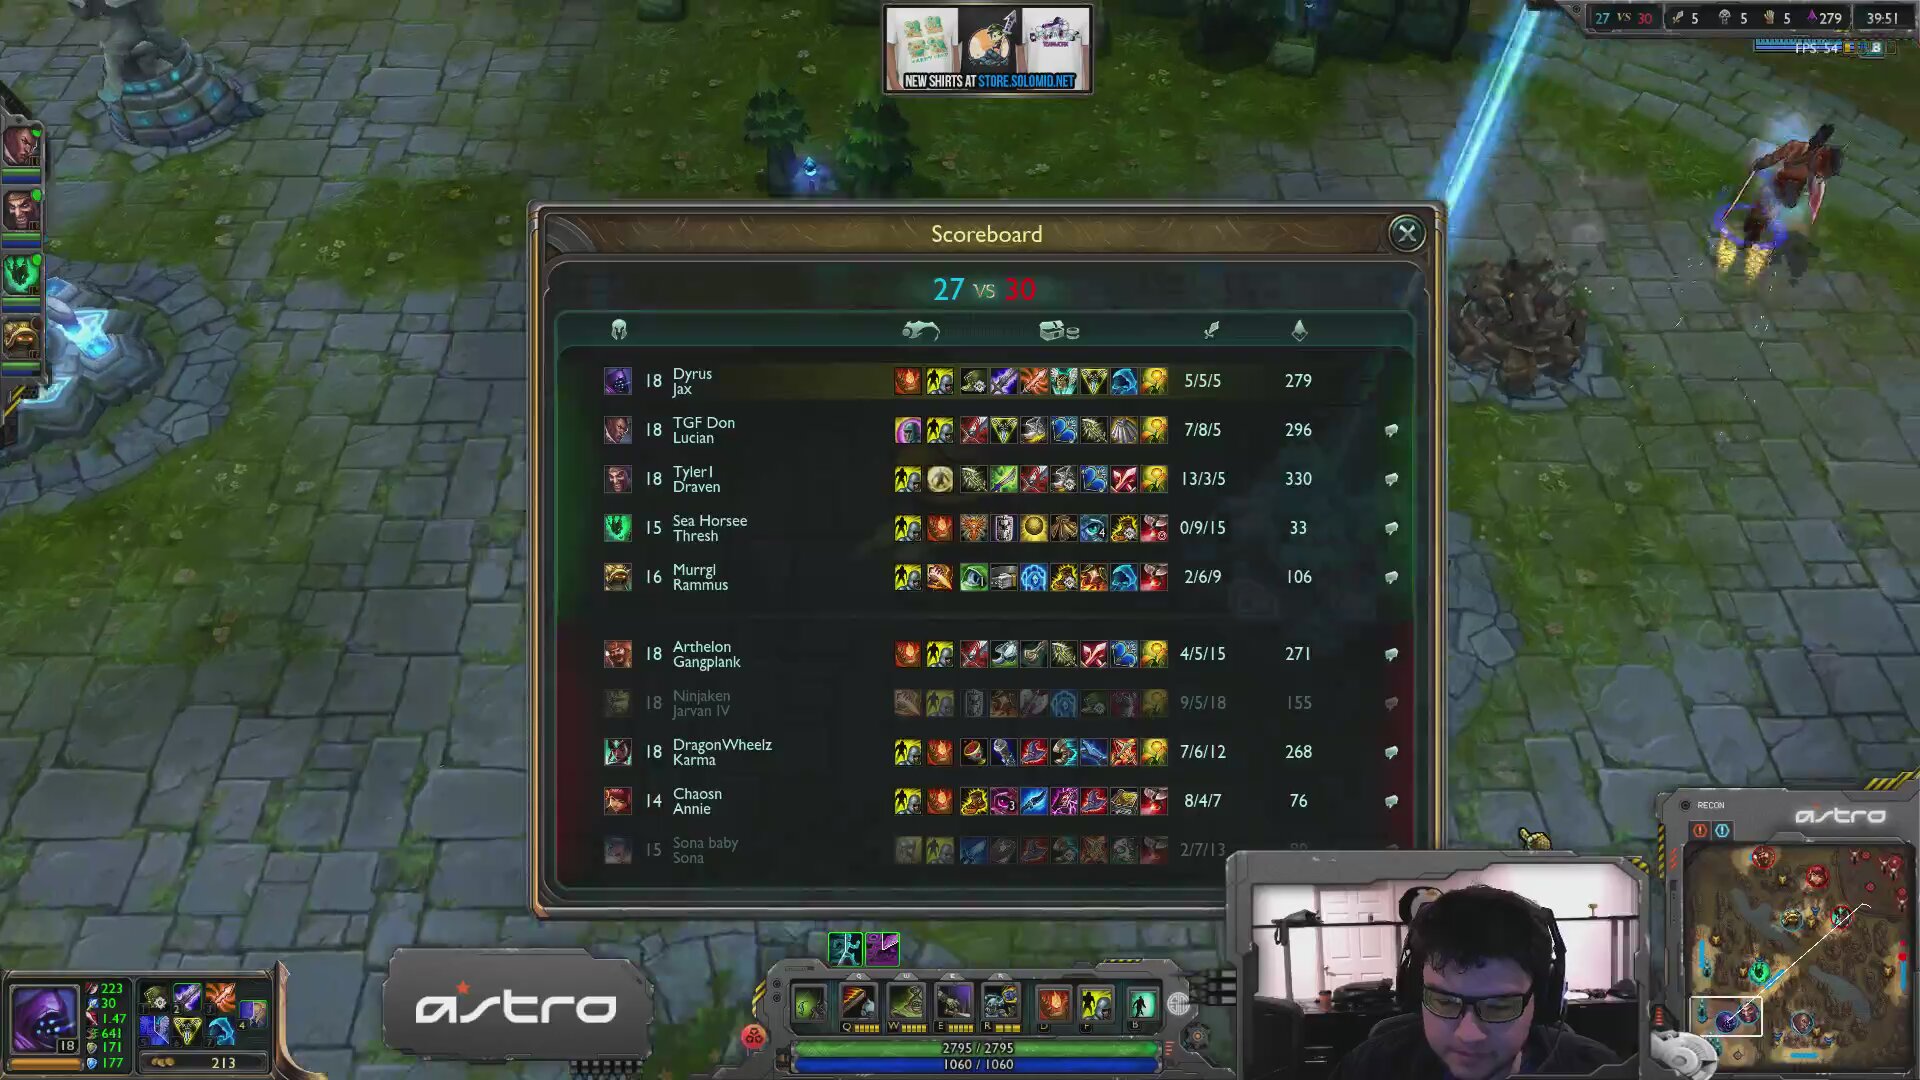 NEW SHIRTS AT STORE.SOLOMID.NET
27 VS 30 5 5 5 279 39:51
FPS: 54
Scoreboard
27 VS 30
18 Dyrus 5/5/5 279
Jax
18 TGF Don 7/8/5 296
Lucian
18 Tyler1 13/3/5 330
Draven
15 Sea Horsee 0/9/15 33
Thresh
16 Murrgl 2/6/9 106
Rammus
18 Arthelon 4/5/15 271
Gangplank
18 Ninjaken 9/5/18 155
Jarvan IV
18 DragonWheelz 7/6/12 268
Karma
14 Chaosn 8/4/7 76
Annie
15 Sona baby 2/7/13
Sona
RECON
astro
astro
223
30
1.47
641
171
177
18
213
Q W E R D F B
2795 / 2795
1060 / 1060